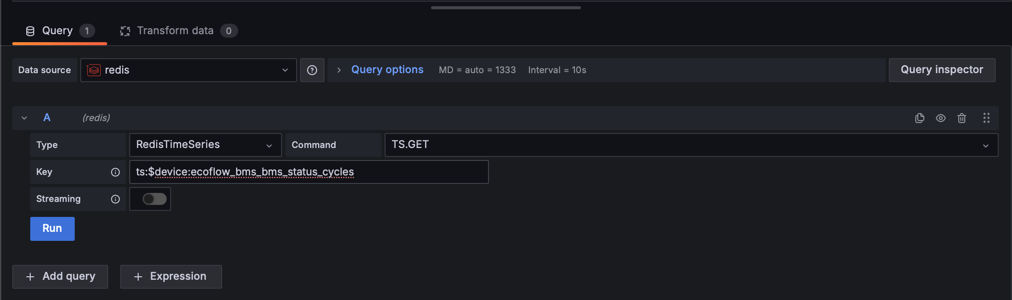 Query 1 Transform data 0
Data source redis Query options MD = auto = 1333 Interval = 10s Query inspector
A (redis)
Type RedisTimeSeries Command TS.GET
Key ts:$device:ecoflow_bms_bms_status_cycles
Streaming
Run
+ Add query + Expression